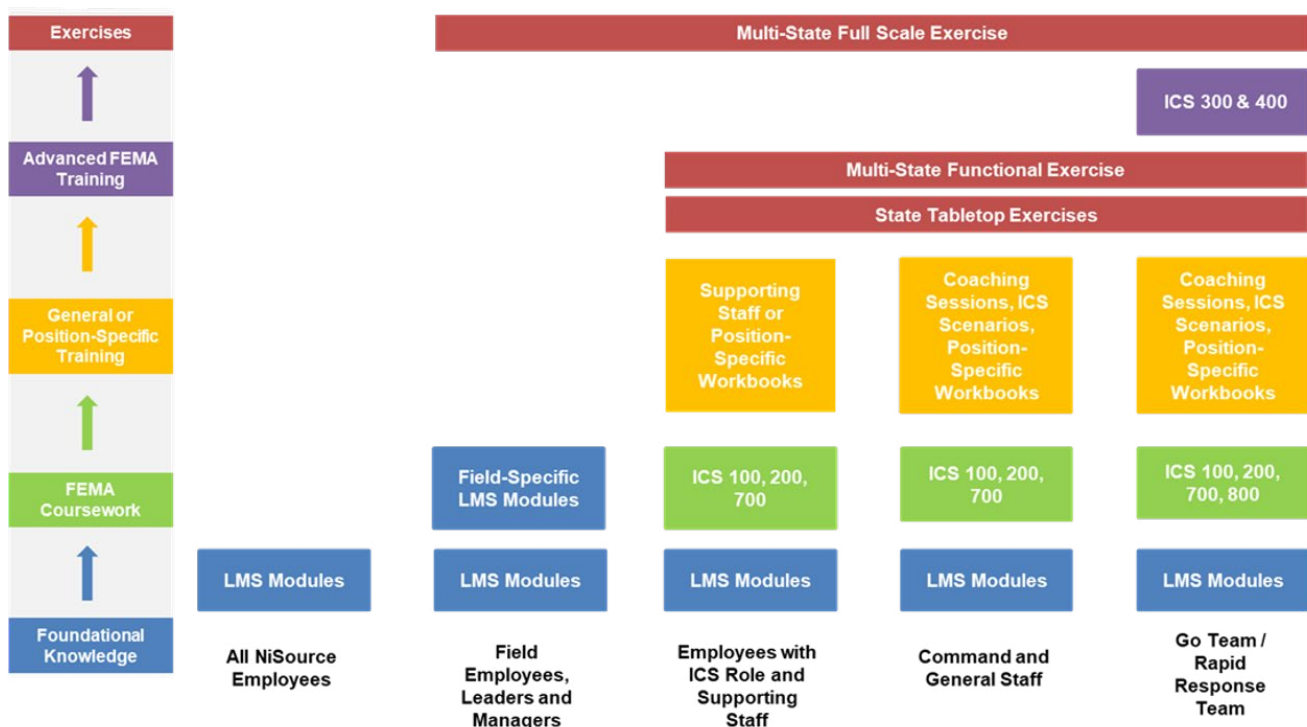 Exercises
Multi-State Full Scale Exercise
ICS 300 & 400
Advanced FEMA
Training
Multi-State Functional Exercise
State Tabletop Exercises
General or
Position-Specific
Training
Supporting
Staff or
Position-
Specific
Workbooks
Coaching
Sessions, ICS
Scenarios,
Position-
Specific
Workbooks
Coaching
Sessions, ICS
Scenarios,
Position-
Specific
Workbooks
FEMA
Coursework
Field-Specific
LMS Modules
ICS 100, 200,
700
ICS 100, 200,
700
ICS 100, 200,
700, 800
LMS Modules
LMS Modules
LMS Modules
LMS Modules
LMS Modules
Foundational
Knowledge
All NiSource
Employees
Field
Employees,
Leaders and
Managers
Employees with
ICS Role and
Supporting
Staff
Command and
General Staff
Go Team /
Rapid
Response
Team